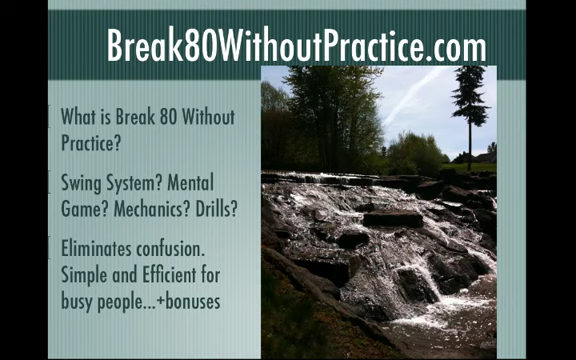 Break80WithoutPractice.com
What is Break 80 Without
Practice?
Swing System? Mental
Game? Mechanics? Drills?
Eliminates confusion.
Simple and Efficient for
busy people...+bonuses